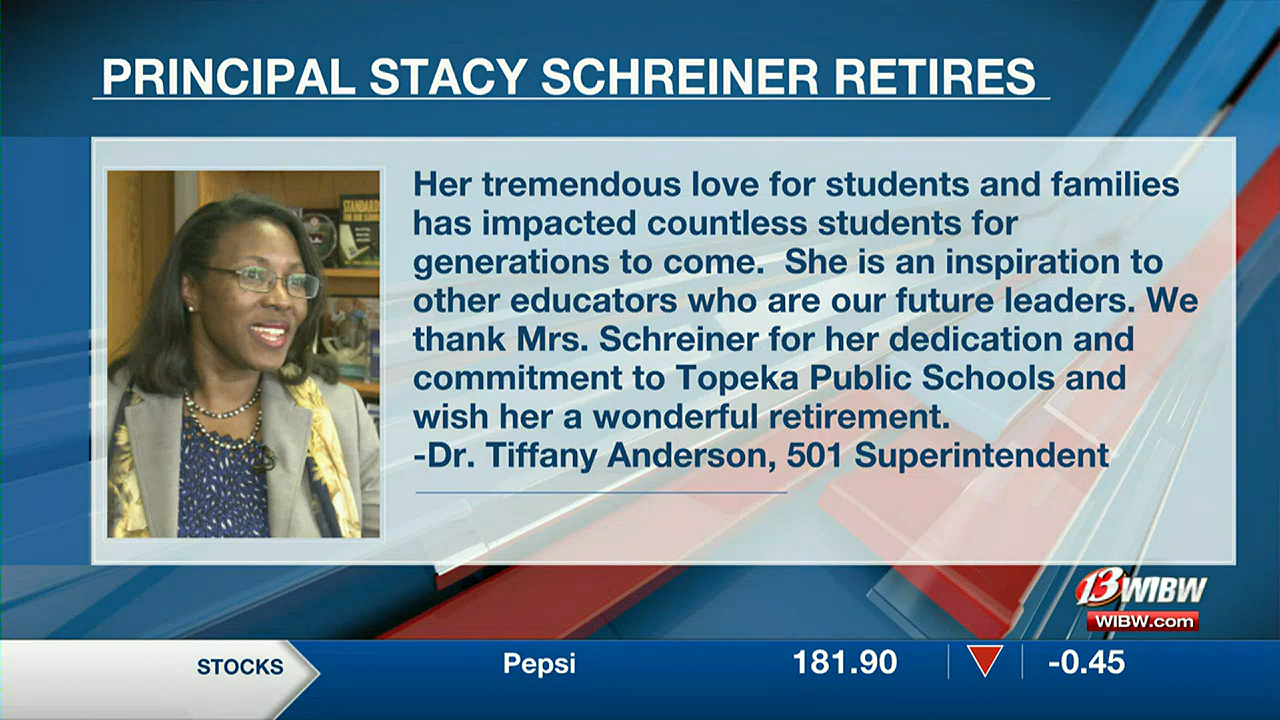 PRINCIPAL STACY SCHREINER RETIRES
Her tremendous love for students and families
has impacted countless students for
generations to come.  She is an inspiration to
other educators who are our future leaders. We
thank Mrs. Schreiner for her dedication and
commitment to Topeka Public Schools and
wish her a wonderful retirement.
-Dr. Tiffany Anderson, 501 Superintendent
13 WIBW
WIBW.com
STOCKS
Pepsi 181.90 -0.45